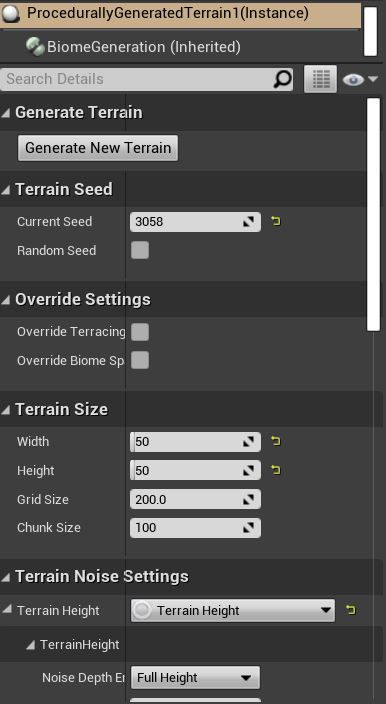 ProcedurallyGeneratedTerrain1(Instance)
BiomeGeneration (Inherited)
Search Details
Generate Terrain
Generate New Terrain
Terrain Seed
Current Seed 3058
Random Seed
Override Settings
Override Terracing
Override Biome Sp
Terrain Size
Width 50
Height 50
Grid Size 200.0
Chunk Size 100
Terrain Noise Settings
Terrain Height Terrain Height
TerrainHeight
Noise Depth En Full Height